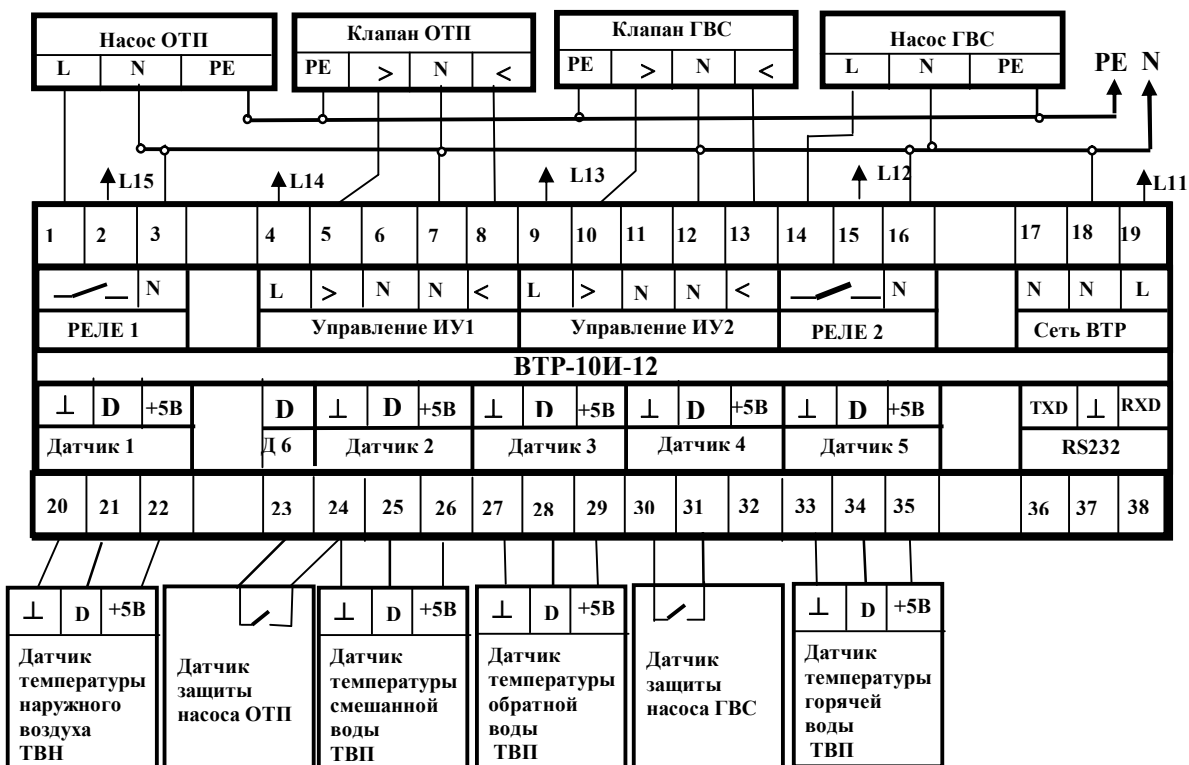 Насос ОТП Клапан ОТП Клапан ГВС Насос ГВС
L N PE PE > N < PE > N < L N PE PE N
L15 L14 L13 L12 L11
1 2 3 4 5 6 7 8 9 10 11 12 13 14 15 16 17 18 19
N L > N N < L > N N < N N N L
РЕЛЕ 1 Управление ИУ1 Управление ИУ2 РЕЛЕ 2 Сеть ВТР
ВТР-10И-12
⊥ D +5В D ⊥ D +5В ⊥ D +5В ⊥ D +5В ⊥ D +5В TXD ⊥ RXD
Датчик 1 Д 6 Датчик 2 Датчик 3 Датчик 4 Датчик 5 RS232
20 21 22 23 24 25 26 27 28 29 30 31 32 33 34 35 36 37 38
⊥ D +5В
Датчик
температуры
наружного
воздуха
ТВН
Датчик
защиты
насоса ОТП
⊥ D +5В
Датчик
температуры
смешанной
воды
ТВП
⊥ D +5В
Датчик
температуры
обратной
воды
ТВП
Датчик
защиты
насоса ГВС
⊥ D +5В
Датчик
температуры
горячей
воды
ТВП